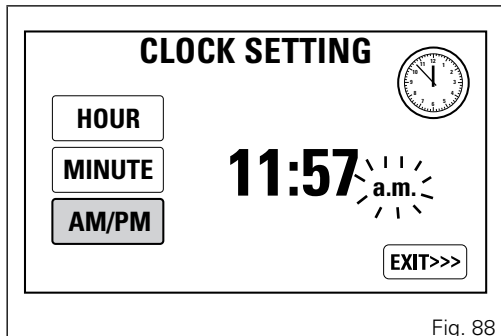 CLOCK SETTING
HOUR
MINUTE
AM/PM
11:57 a.m.
EXIT>>>
Fig. 88